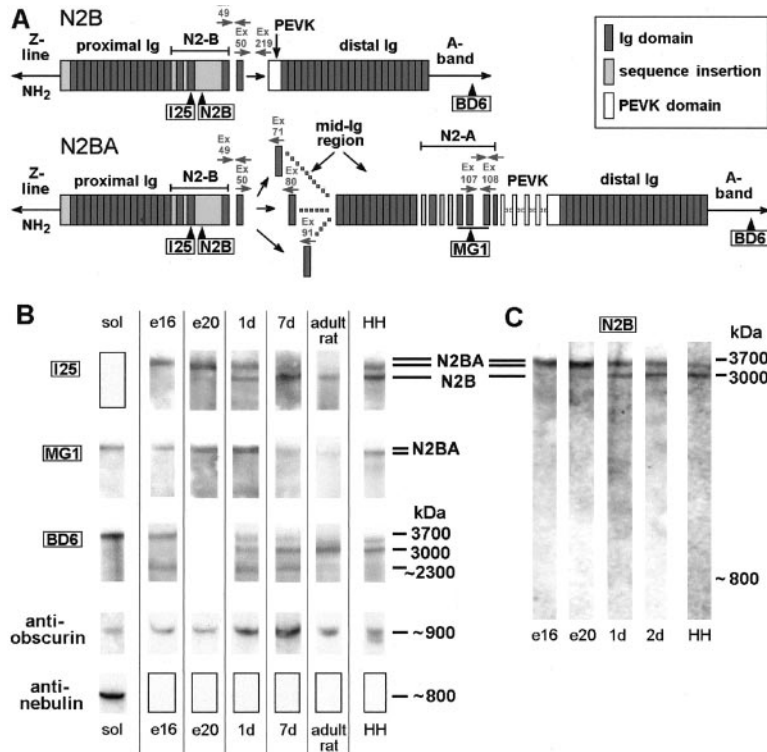 A
N2B
Z-
line
NH2
proximal Ig
N2-B
49
Ex
50
Ex
219
PEVK
distal Ig
A-
band
I25
N2B
BD6
Ig domain
sequence insertion
PEVK domain
N2BA
Z-
line
NH2
proximal Ig
N2-B
Ex
49
Ex
50
Ex
71
Ex
80
Ex
91
mid-Ig
region
N2-A
Ex
107
Ex
108
PEVK
distal Ig
A-
band
I25
N2B
MG1
BD6
B
sol e16 e20 1d 7d adult rat HH
I25
N2BA
N2B
MG1
N2BA
kDa
BD6
3700
3000
~2300
anti-
obscurin
~900
anti-
nebulin
~800
sol e16 e20 1d 7d adult rat HH
C
N2B
kDa
3700
3000
~ 800
e16 e20 1d 2d HH